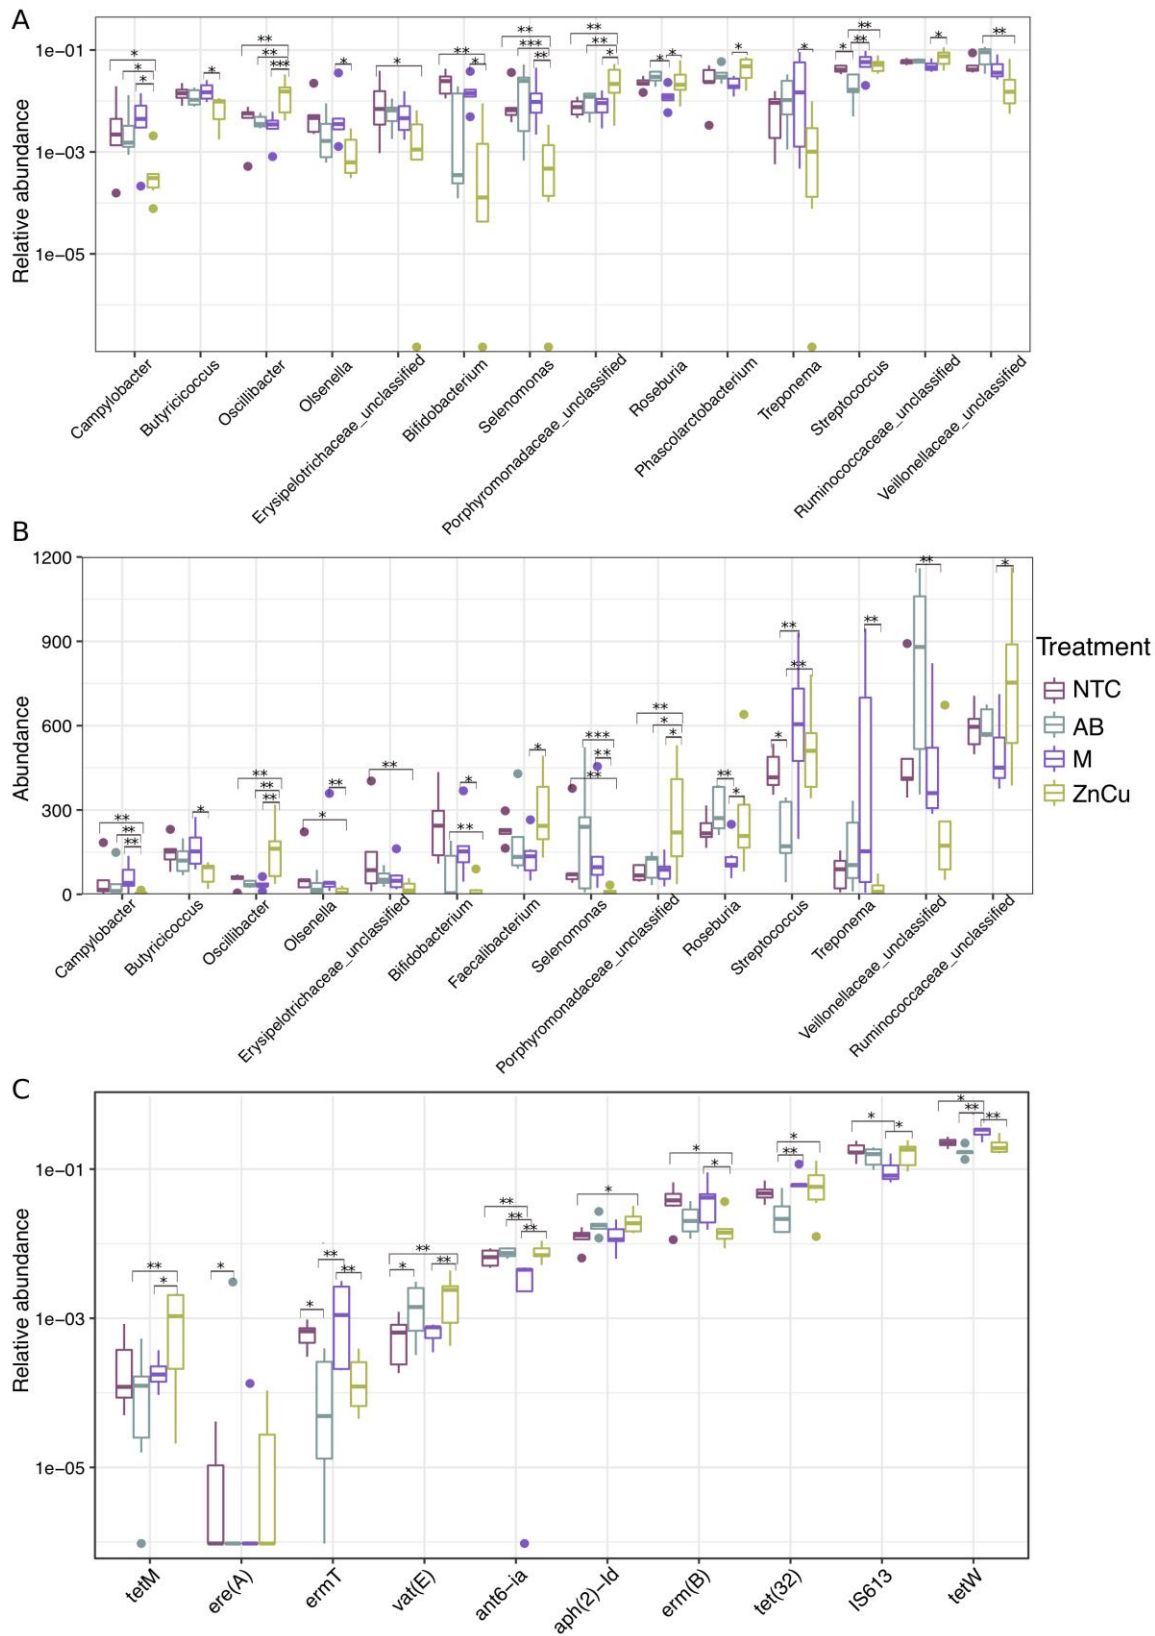 A
Relative abundance
1e-01
1e-03
1e-05
* * *
*
** ** ***
*
*
** *
** *** **
** ** *
* *
*
*
* ** **
*
**
Campylobacter
Butyricicoccus
Oscillibacter
Olsenella
Erysipelotrichaceae_unclassified
Bifidobacterium
Selenomonas
Porphyromonadaceae_unclassified
Roseburia
Phascolarctobacterium
Treponema
Streptococcus
Ruminococcaceae_unclassified
Veillonellaceae_unclassified
B
Abundance
1200
900
600
300
0
** ** **
*
** ** **
** *
**
* **
*
*** ** **
** * *
** *
** ** *
**
**
*
Campylobacter
Butyricicoccus
Oscillibacter
Olsenella
Erysipelotrichaceae_unclassified
Bifidobacterium
Faecalibacterium
Selenomonas
Porphyromonadaceae_unclassified
Roseburia
Streptococcus
Treponema
Veillonellaceae_unclassified
Ruminococcaceae_unclassified
Treatment
NTC
AB
M
ZnCu
C
Relative abundance
1e-01
1e-03
1e-05
** *
*
** ** *
** * **
** ** **
*
* *
* **
* *
* ** **
tetM
ere(A)
ermT
vat(E)
ant6-ia
aph(2)-Id
erm(B)
tet(32)
IS613
tetW